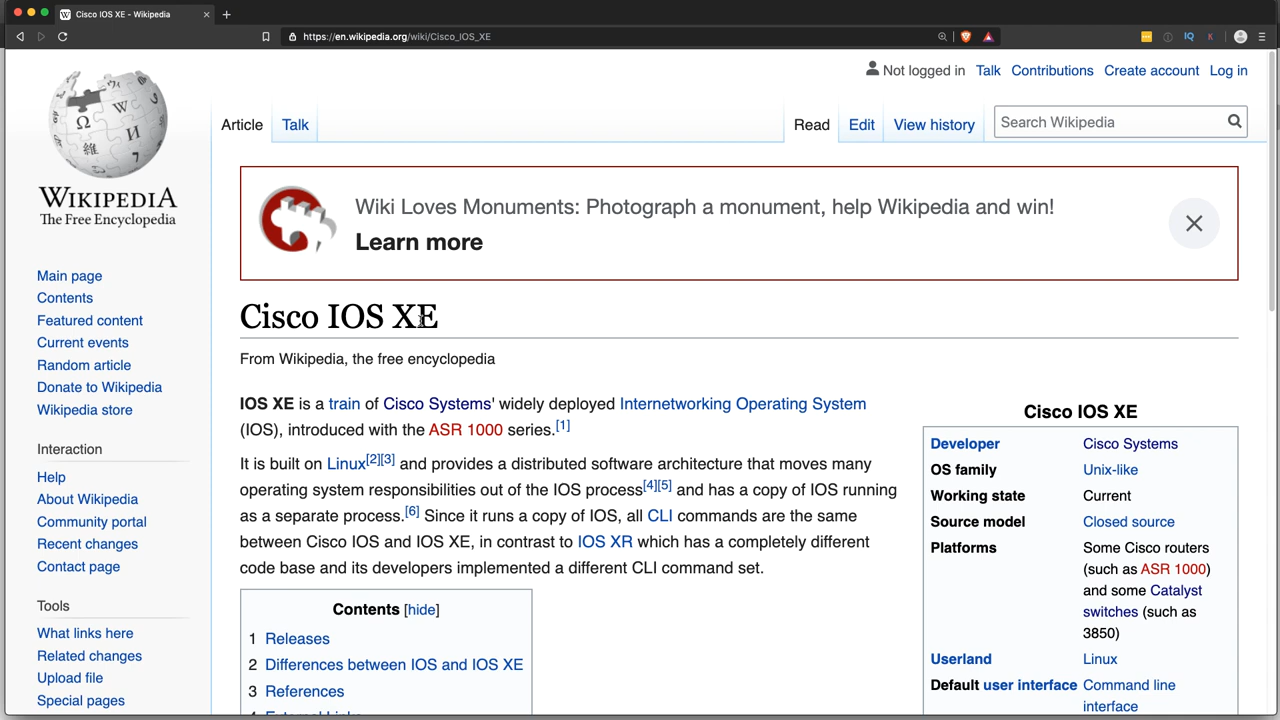 Cisco IOS XE - Wikipedia
https://en.wikipedia.org/wiki/Cisco_IOS_XE
IQ
K
Not logged in Talk Contributions Create account Log in
Article Talk Read Edit View history Search Wikipedia
Ω W И 維
WIKIPEDIA
The Free Encyclopedia
Main page
Contents
Featured content
Current events
Random article
Donate to Wikipedia
Wikipedia store
Interaction
Help
About Wikipedia
Community portal
Recent changes
Contact page
Tools
What links here
Related changes
Upload file
Special pages
Wiki Loves Monuments: Photograph a monument, help Wikipedia and win!
Learn more
Cisco IOS XE
From Wikipedia, the free encyclopedia
IOS XE is a train of Cisco Systems' widely deployed Internetworking Operating System
(IOS), introduced with the ASR 1000 series.[1]
It is built on Linux[2][3] and provides a distributed software architecture that moves many
operating system responsibilities out of the IOS process[4][5] and has a copy of IOS running
as a separate process.[6] Since it runs a copy of IOS, all CLI commands are the same
between Cisco IOS and IOS XE, in contrast to IOS XR which has a completely different
code base and its developers implemented a different CLI command set.
Contents [hide]
1 Releases
2 Differences between IOS and IOS XE
3 References
Cisco IOS XE
Developer Cisco Systems
OS family Unix-like
Working state Current
Source model Closed source
Platforms Some Cisco routers
(such as ASR 1000)
and some Catalyst
switches (such as
3850)
Userland Linux
Default user interface Command line
interface